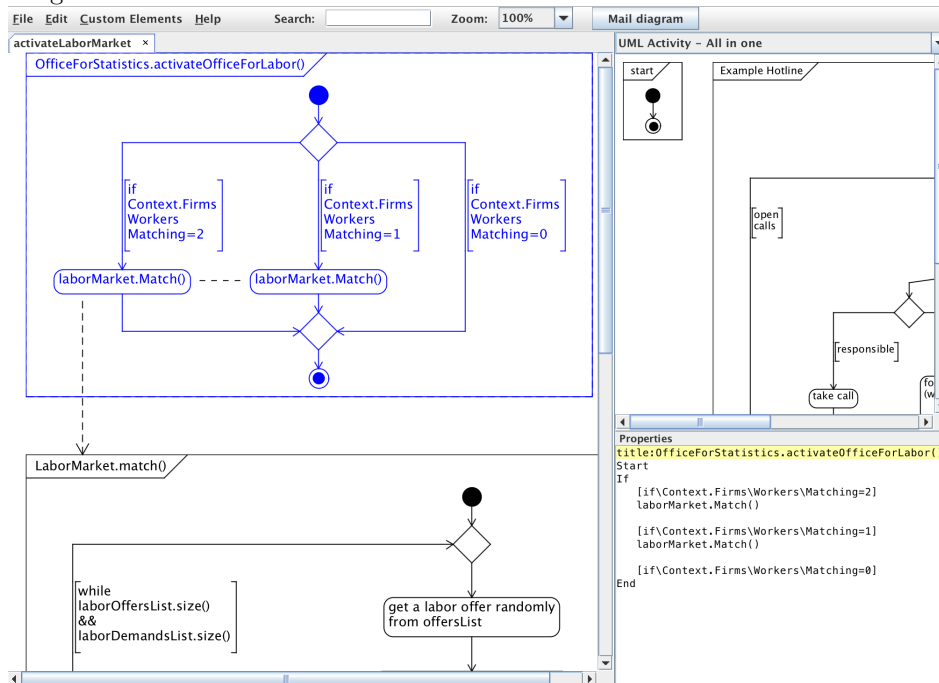 File Edit Custom Elements Help Search: Zoom: 100% Mail diagram
activateLaborMarket ×
OfficeForStatistics.activateOfficeForLabor()
if
Context.Firms
Workers
Matching=2
if
Context.Firms
Workers
Matching=1
if
Context.Firms
Workers
Matching=0
laborMarket.Match()
laborMarket.Match()
LaborMarket.match()
while
laborOffersList.size()
&&
laborDemandsList.size()
get a labor offer randomly
from offersList
UML Activity – All in one
start
Example Hotline
open
calls
responsible
take call
fo
(w
Properties
title:OfficeForStatistics.activateOfficeForLabor(
Start
If
[if\Context.Firms\Workers\Matching=2]
laborMarket.Match()
[if\Context.Firms\Workers\Matching=1]
laborMarket.Match()
[if\Context.Firms\Workers\Matching=0]
End